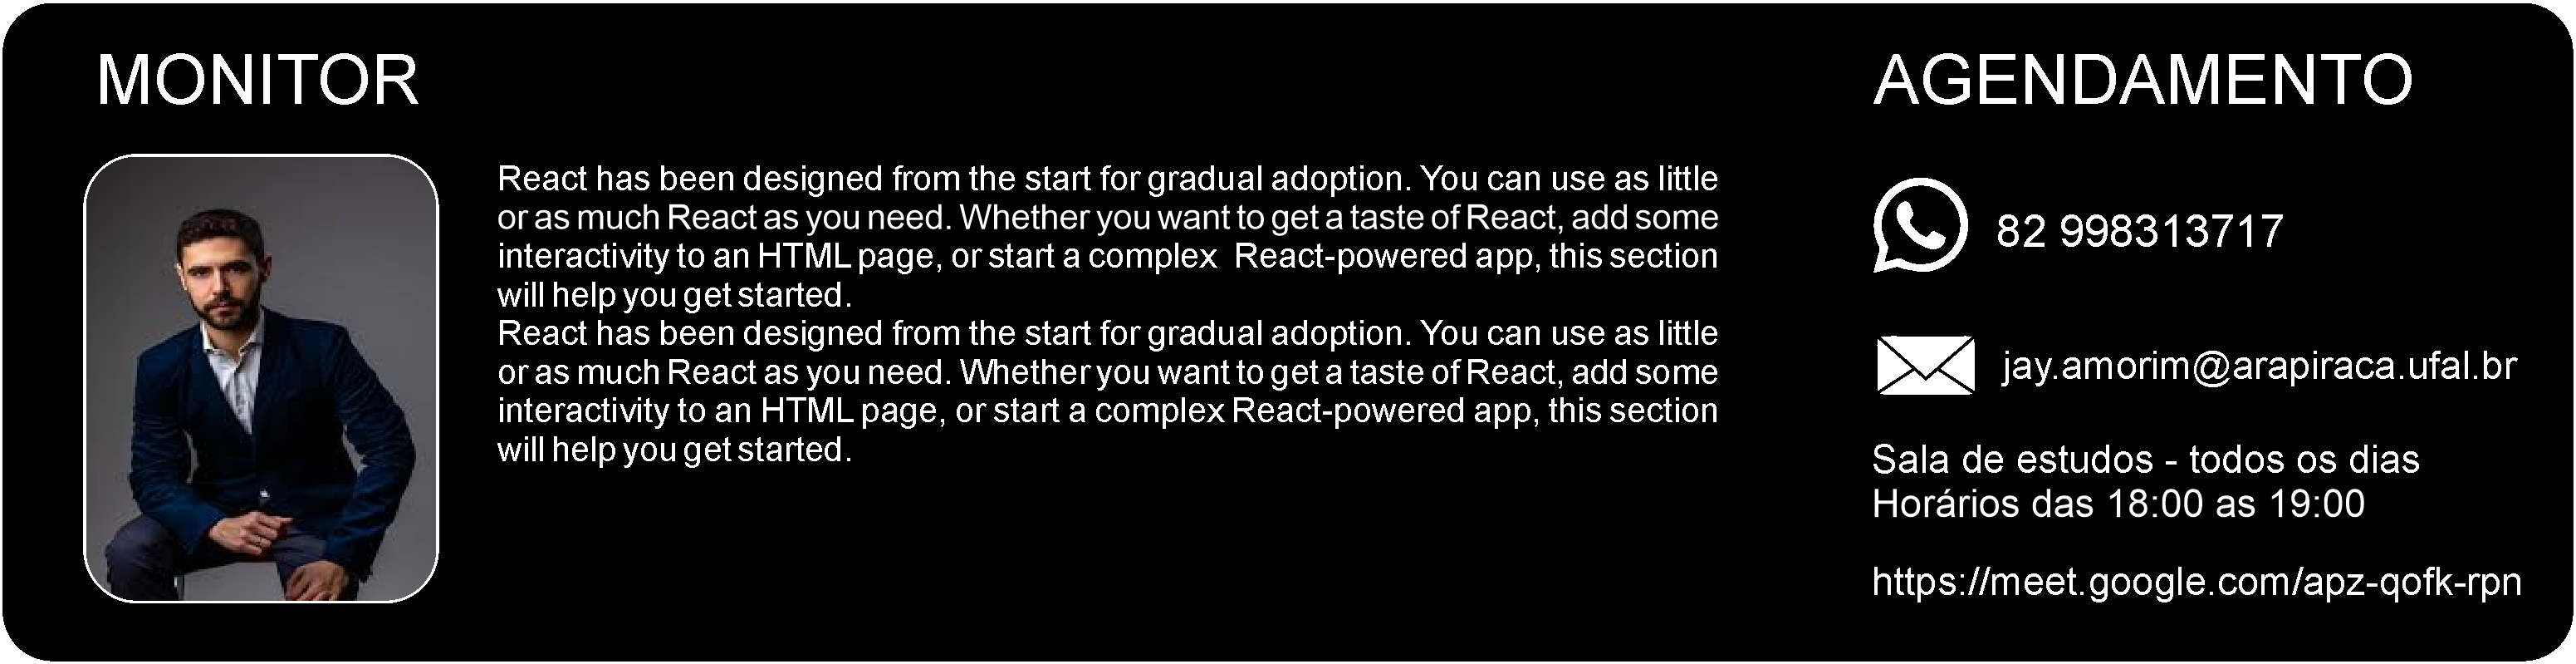 MONITOR
React has been designed from the start for gradual adoption. You can use as little
or as much React as you need. Whether you want to get a taste of React, add some
interactivity to an HTML page, or start a complex React-powered app, this section
will help you get started.
React has been designed from the start for gradual adoption. You can use as little
or as much React as you need. Whether you want to get a taste of React, add some
interactivity to an HTML page, or start a complex React-powered app, this section
will help you get started.
AGENDAMENTO
82 998313717
jay.amorim@arapiraca.ufal.br
Sala de estudos - todos os dias
Horários das 18:00 as 19:00
https://meet.google.com/apz-qofk-rpn